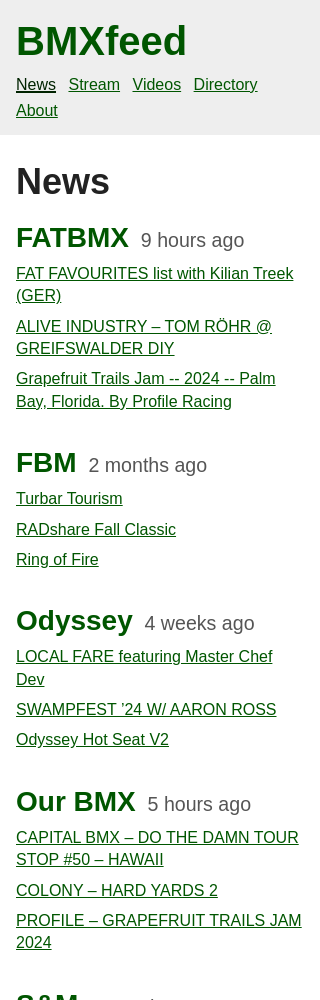 BMXfeed
News Stream Videos Directory
About
News
FATBMX 9 hours ago
FAT FAVOURITES list with Kilian Treek
(GER)
ALIVE INDUSTRY – TOM RÖHR @
GREIFSWALDER DIY
Grapefruit Trails Jam -- 2024 -- Palm
Bay, Florida. By Profile Racing
FBM 2 months ago
Turbar Tourism
RADshare Fall Classic
Ring of Fire
Odyssey 4 weeks ago
LOCAL FARE featuring Master Chef
Dev
SWAMPFEST ’24 W/ AARON ROSS
Odyssey Hot Seat V2
Our BMX 5 hours ago
CAPITAL BMX – DO THE DAMN TOUR
STOP #50 – HAWAII
COLONY – HARD YARDS 2
PROFILE – GRAPEFRUIT TRAILS JAM
2024
S&M